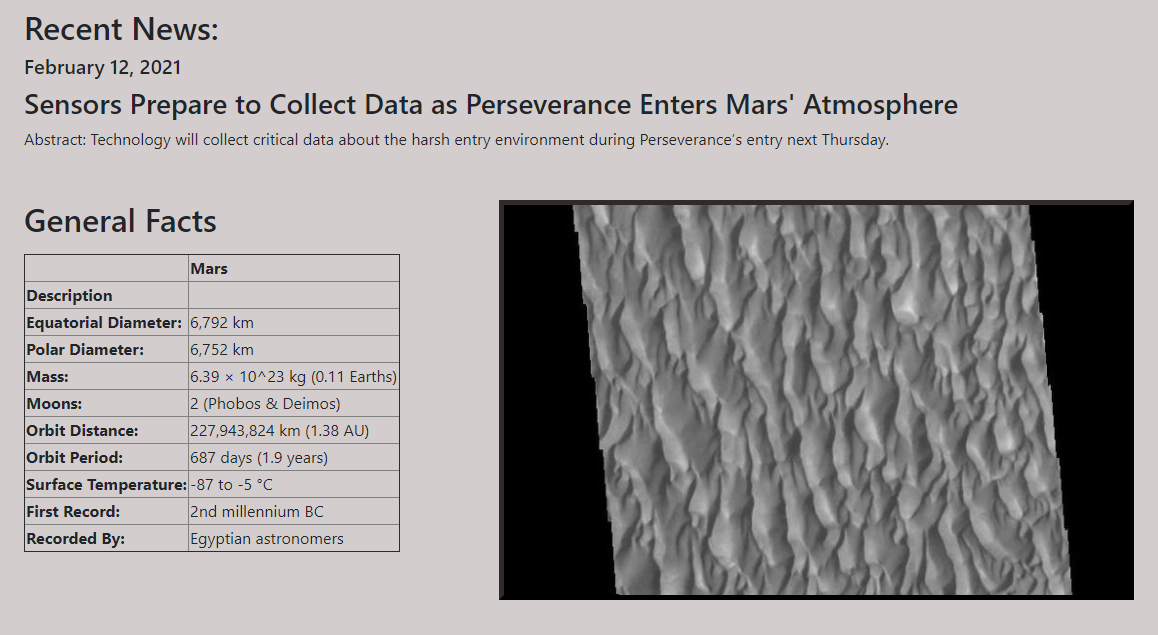 Recent News:
February 12, 2021
Sensors Prepare to Collect Data as Perseverance Enters Mars' Atmosphere
Abstract: Technology will collect critical data about the harsh entry environment during Perseverance’s entry next Thursday.
General Facts
Mars
Description
Equatorial Diameter: 6,792 km
Polar Diameter: 6,752 km
Mass: 6.39 × 10^23 kg (0.11 Earths)
Moons: 2 (Phobos & Deimos)
Orbit Distance: 227,943,824 km (1.38 AU)
Orbit Period: 687 days (1.9 years)
Surface Temperature: -87 to -5 °C
First Record: 2nd millennium BC
Recorded By: Egyptian astronomers